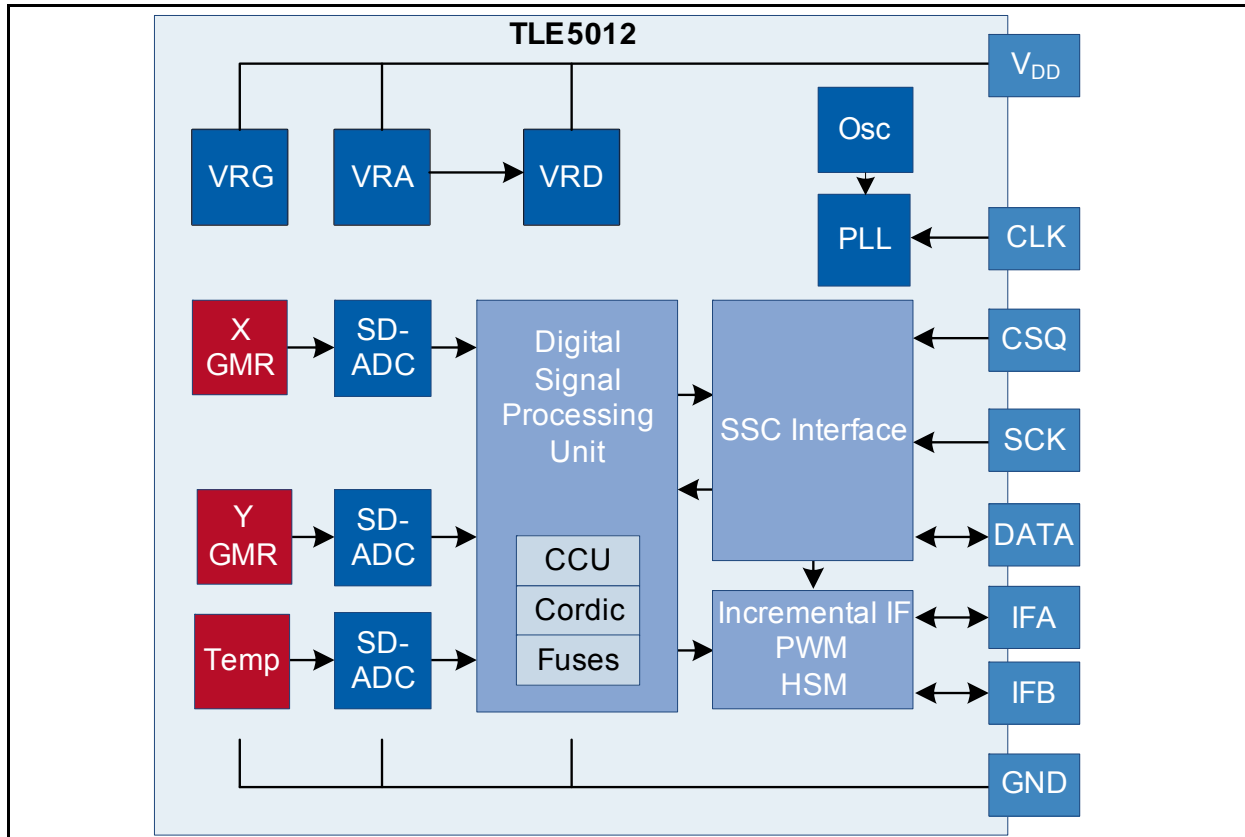 TLE5012
VDD
Osc
VRG
VRA
VRD
PLL
CLK
X
GMR
SD-
ADC
Digital
Signal
Processing
Unit
SSC Interface
CSQ
SCK
Y
GMR
SD-
ADC
DATA
CCU
Cordic
Fuses
Temp
SD-
ADC
Incremental IF
PWM
HSM
IFA
IFB
GND